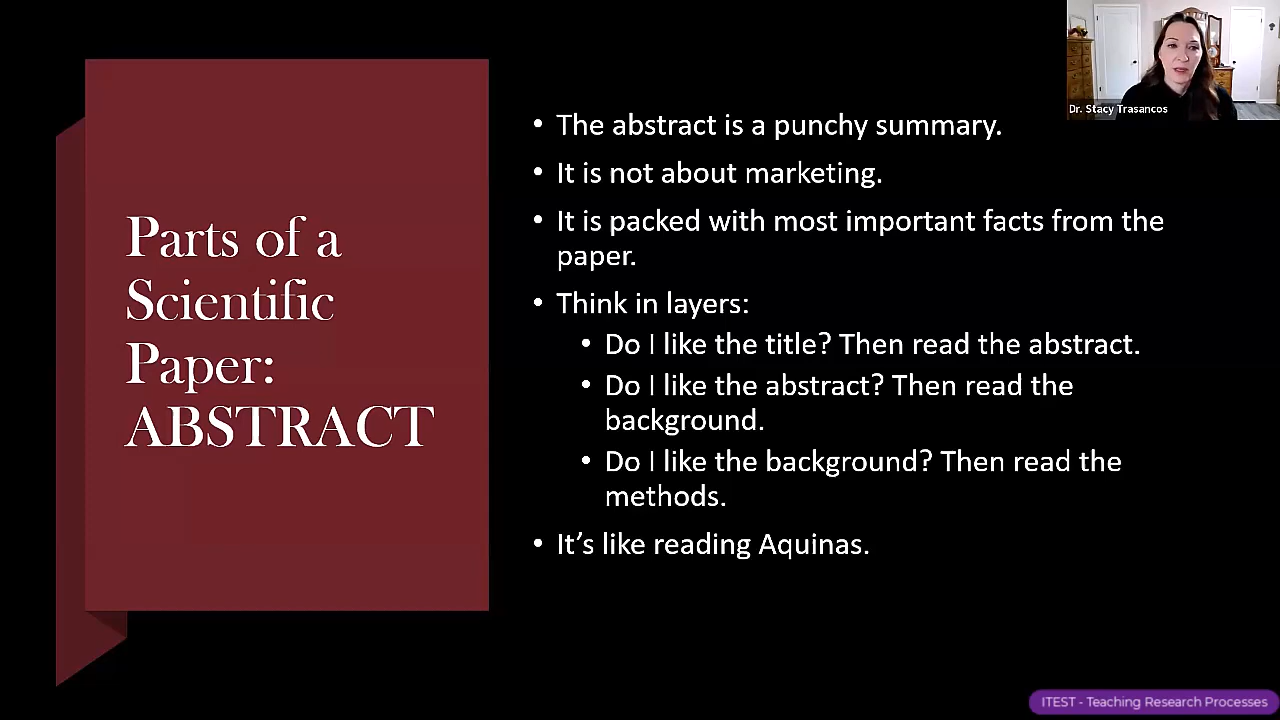 Parts of a
Scientific
Paper:
ABSTRACT
• The abstract is a punchy summary.
• It is not about marketing.
• It is packed with most important facts from the
paper.
• Think in layers:
• Do I like the title? Then read the abstract.
• Do I like the abstract? Then read the
background.
• Do I like the background? Then read the
methods.
• It’s like reading Aquinas.
Dr. Stacy Trasancos
ITEST - Teaching Research Processes